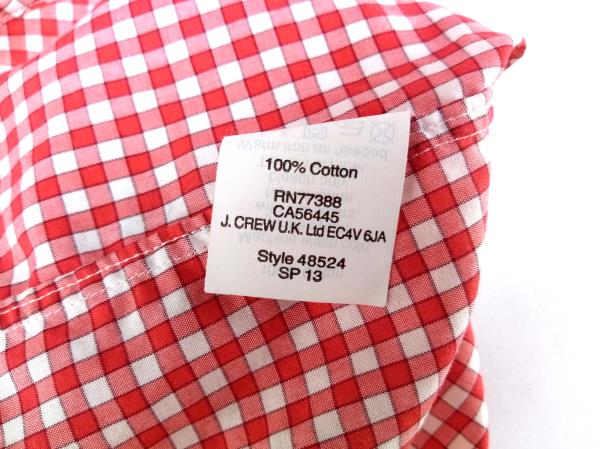 100% Cotton
RN77388
CA56445
J. CREW U.K. Ltd EC4V 6JA
Style 48524
SP 13